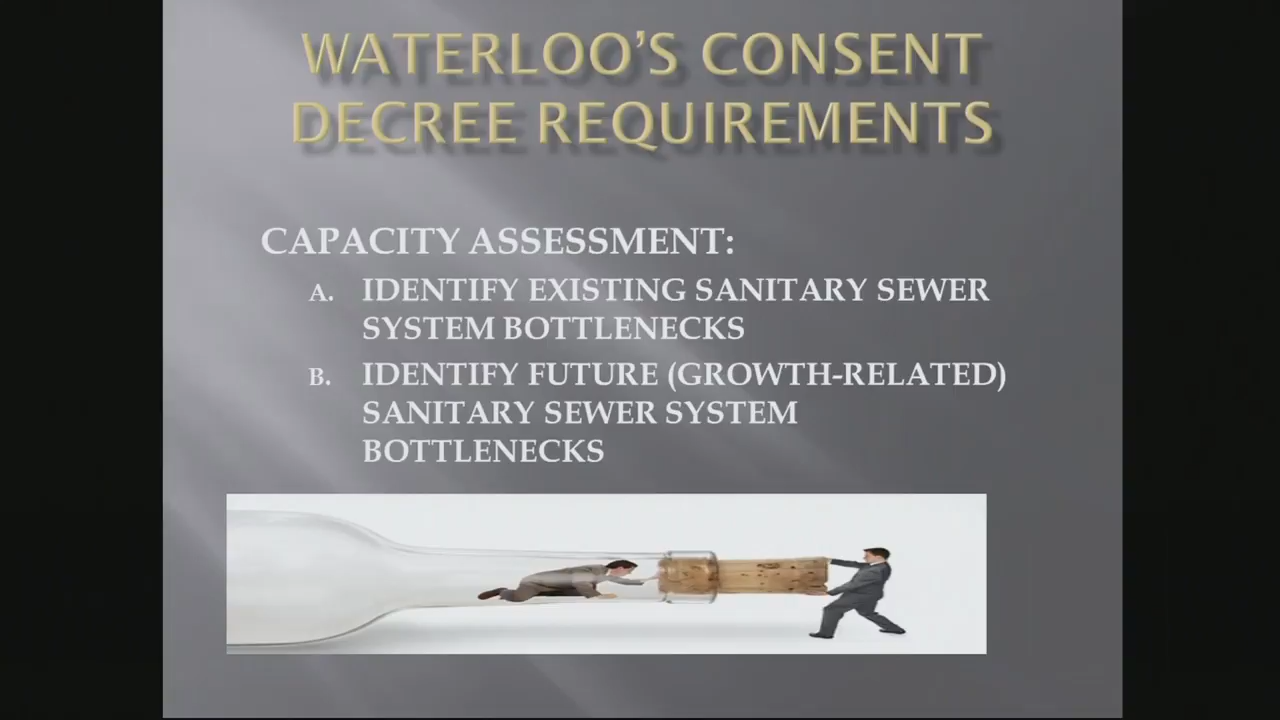 WATERLOO'S CONSENT
DECREE REQUIREMENTS
CAPACITY ASSESSMENT:
A. IDENTIFY EXISTING SANITARY SEWER
SYSTEM BOTTLENECKS
B. IDENTIFY FUTURE (GROWTH-RELATED)
SANITARY SEWER SYSTEM
BOTTLENECKS